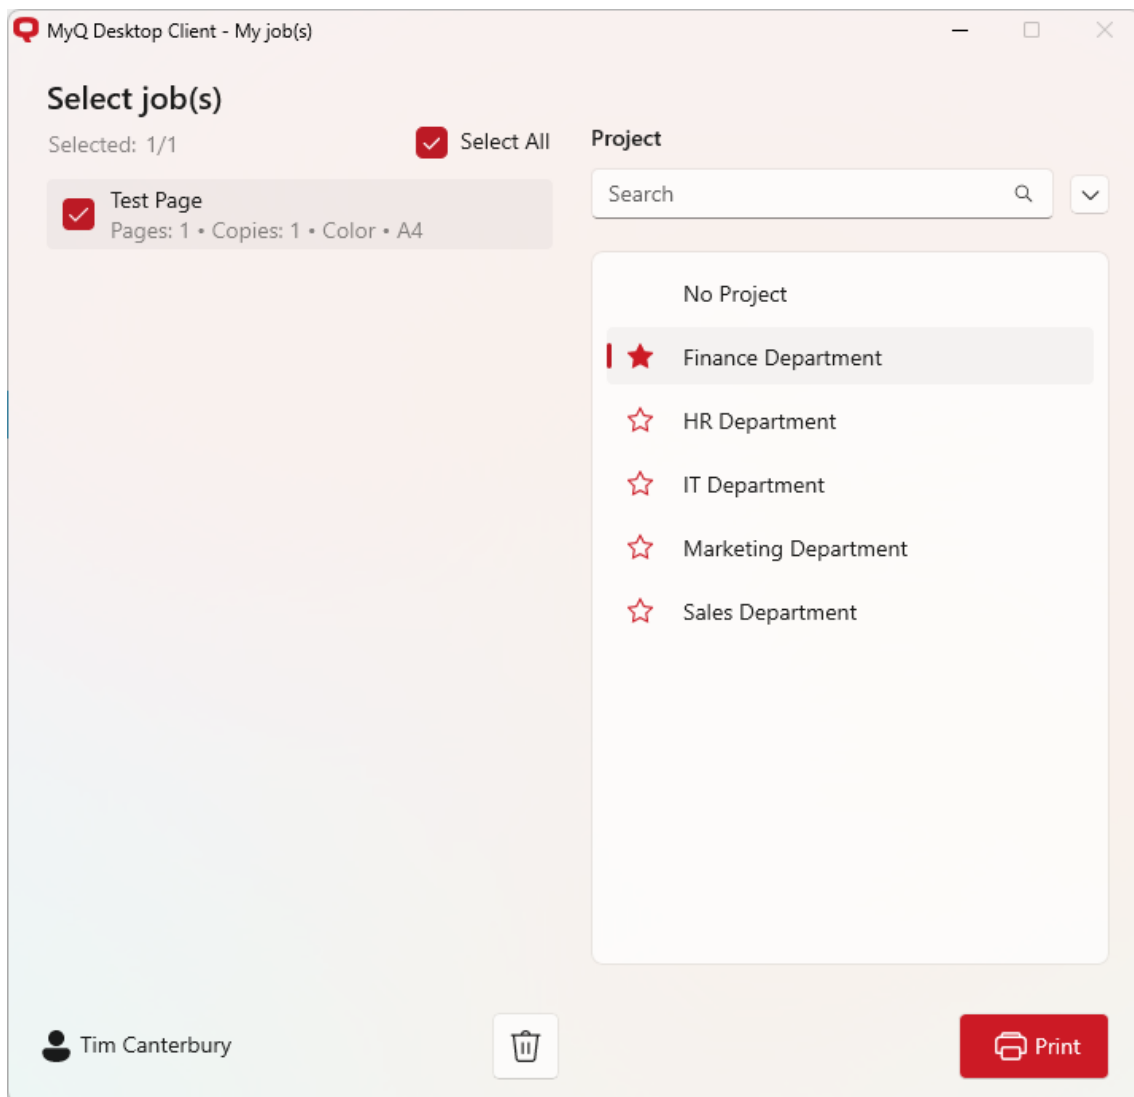 MyQ Desktop Client - My job(s)
Select job(s)
Selected: 1/1
Select All
Test Page
Pages: 1 • Copies: 1 • Color • A4
Project
Search
No Project
Finance Department
HR Department
IT Department
Marketing Department
Sales Department
Tim Canterbury
Print